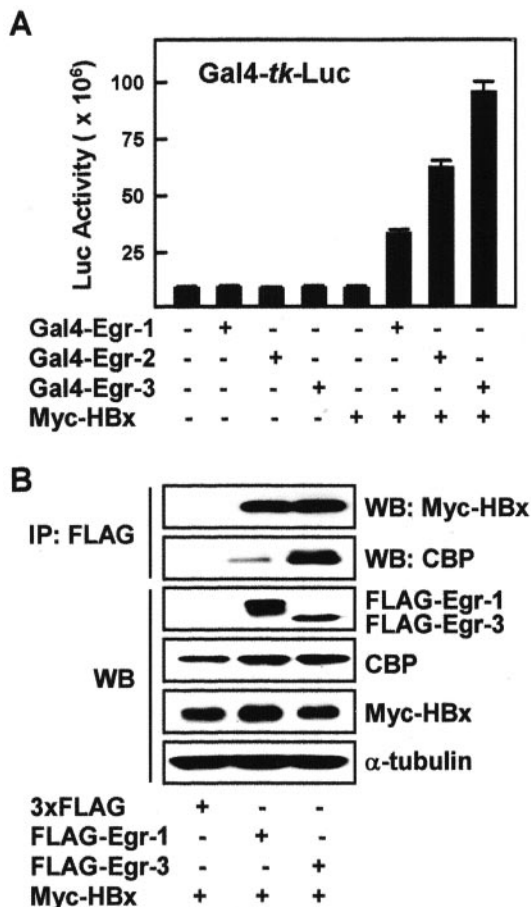 A
Gal4-tk-Luc
Luc Activity ( x 10⁶)
100
75
50
25
Gal4-Egr-1 - + - - - + - -
Gal4-Egr-2 - - + - - - + -
Gal4-Egr-3 - - - + - - - +
Myc-HBx - - - - + + + +
B
IP: FLAG
WB: Myc-HBx
WB: CBP
WB
FLAG-Egr-1
FLAG-Egr-3
CBP
Myc-HBx
α-tubulin
3xFLAG + - -
FLAG-Egr-1 - + -
FLAG-Egr-3 - - +
Myc-HBx + + +